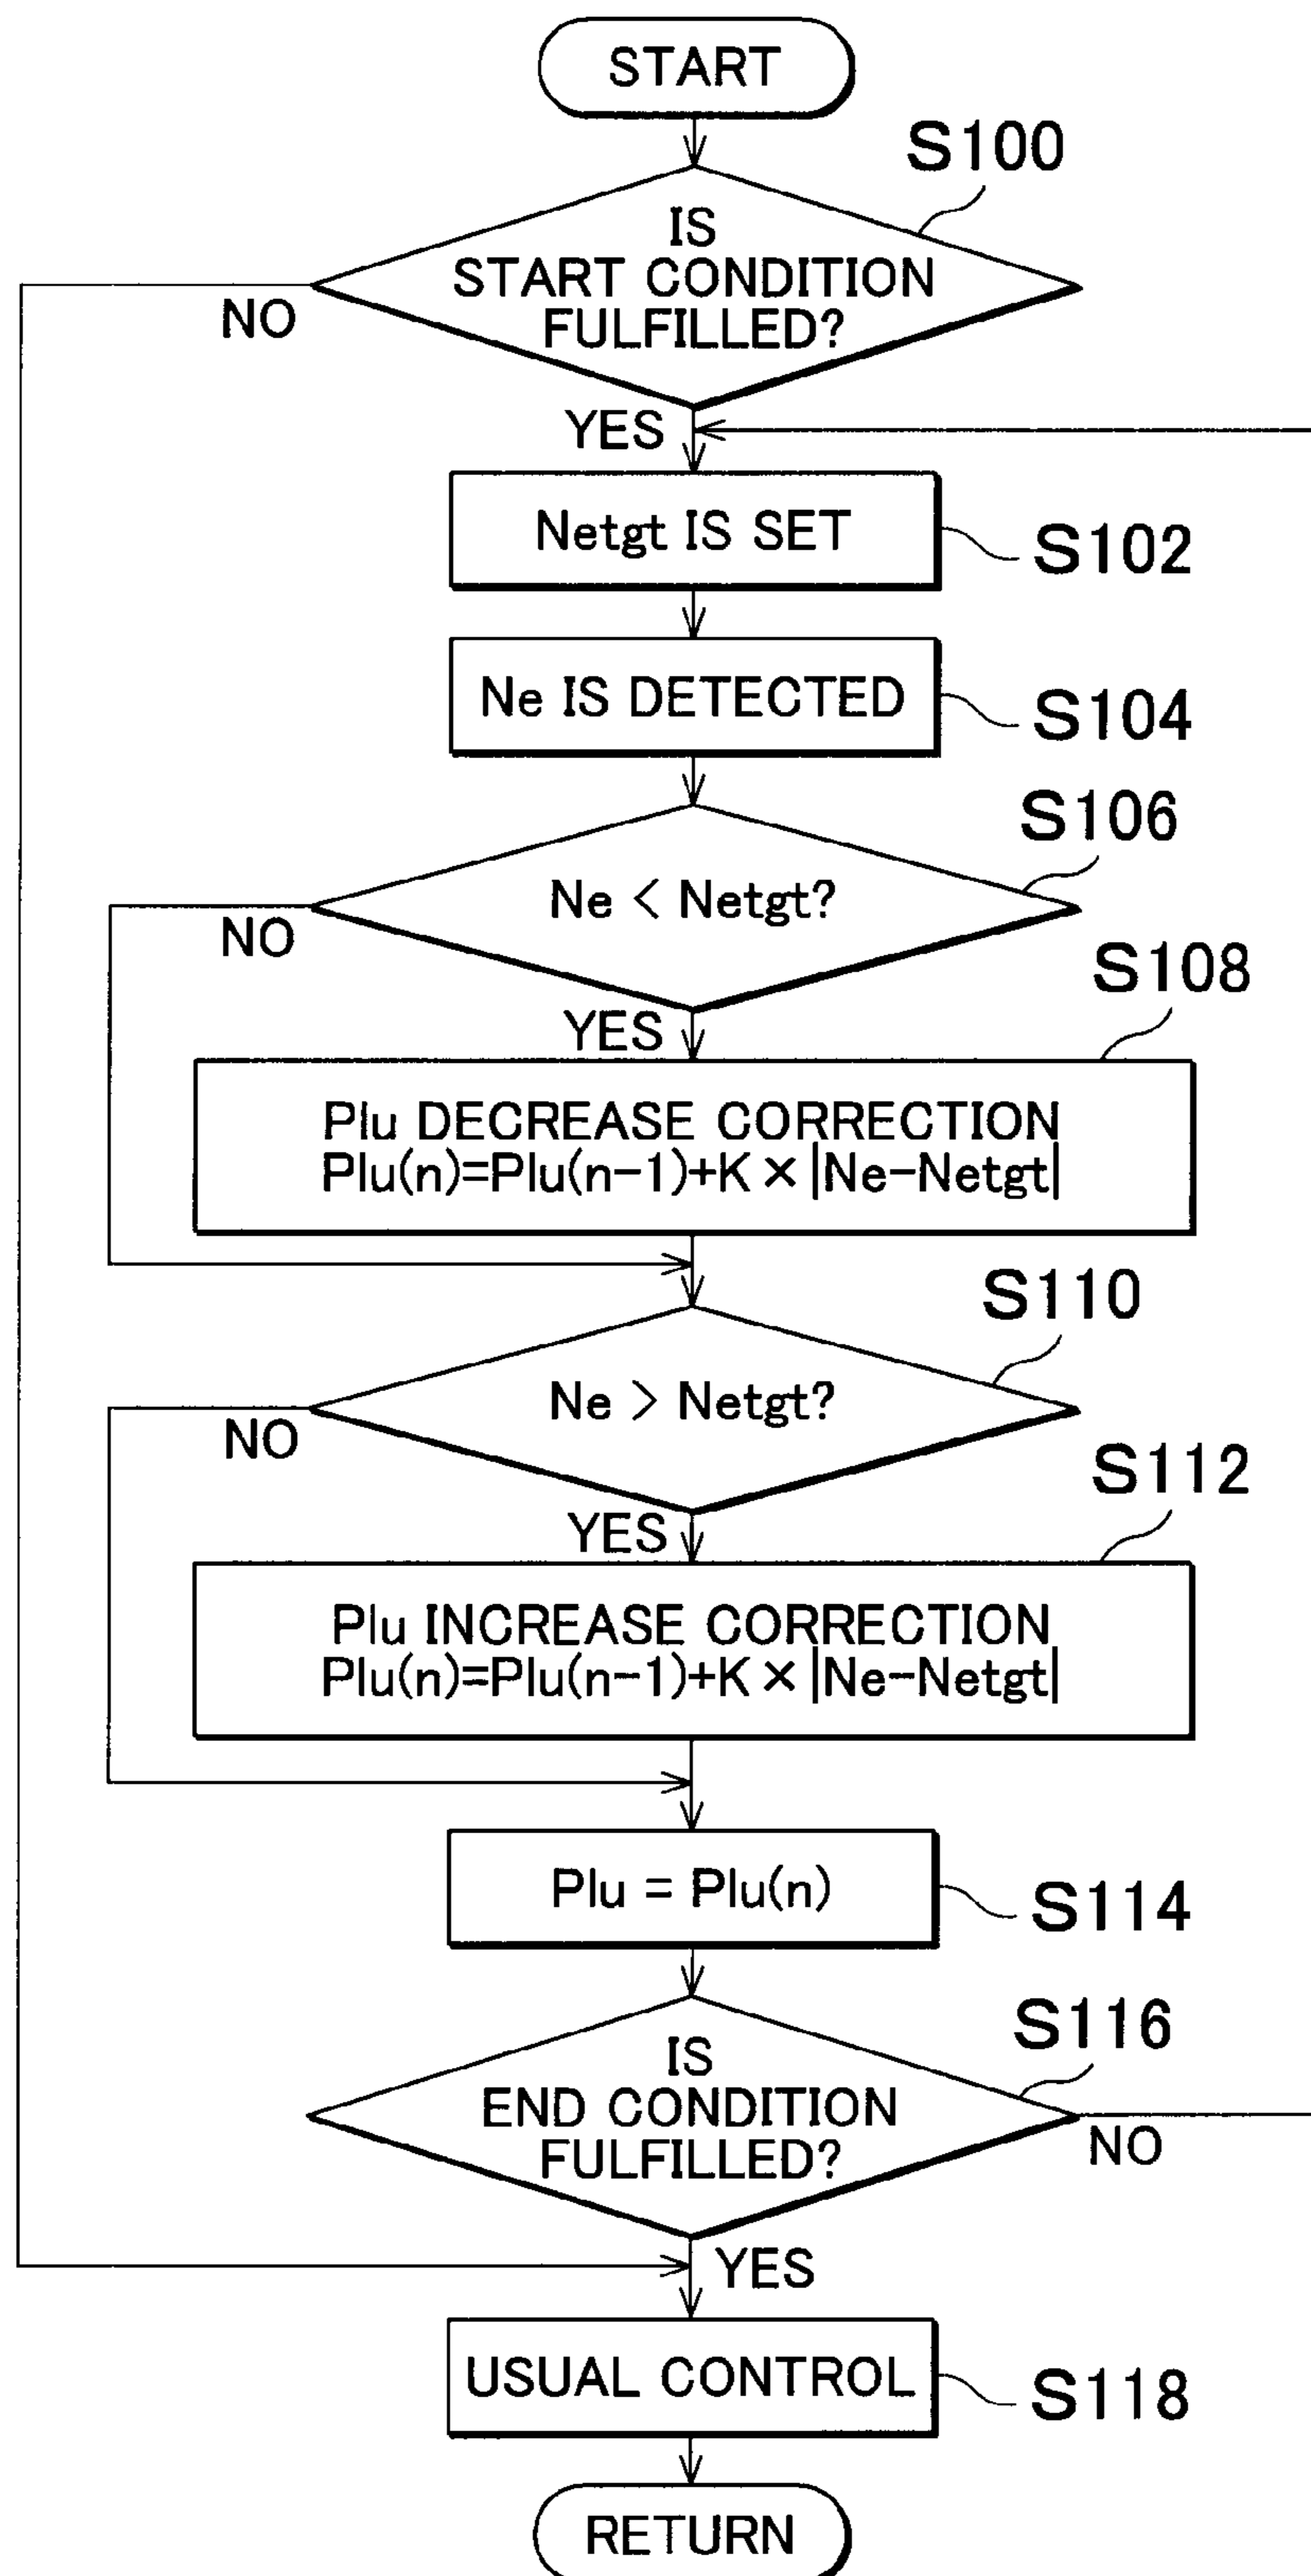 START
S100
IS
START CONDITION
FULFILLED?
NO
YES
Netgt IS SET
S102
Ne IS DETECTED
S104
S106
Ne < Netgt?
NO
S108
YES
Plu DECREASE CORRECTION
Plu(n)=Plu(n-1)+K×|Ne-Netgt|
S110
Ne > Netgt?
NO
S112
YES
Plu INCREASE CORRECTION
Plu(n)=Plu(n-1)+K×|Ne-Netgt|
Plu = Plu(n)
S114
S116
IS
END CONDITION
FULFILLED?
NO
YES
USUAL CONTROL
S118
RETURN